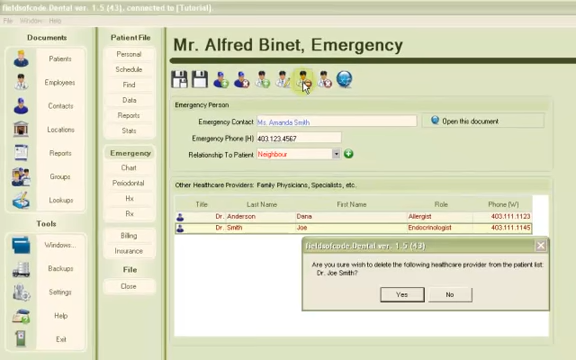 fieldsofcode.Dental ver. 1.5 (43), connected to [Tutorial].
File Window Help
Documents
Patients
Employees
Contacts
Locations
Reports
Groups
Lookups
Tools
Windows...
Backups
Settings
Help
Exit
Patient File
Personal
Schedule
Find
Data
Reports
Stats
Emergency
Chart
Periodontal
Hx
Rx
Billing
Insurance
File
Close
Mr. Alfred Binet, Emergency
Emergency Person
Emergency Contact Ms. Amanda Smith
Open this document
Emergency Phone (H) 403.123.4567
Relationship To Patient Neighbour
Other Healthcare Providers: Family Physicians, Specialists, etc.
Title Last Name First Name Role Phone (W)
Dr. Anderson Dana Allergist 403.111.1123
Dr. Smith Joe Endocrinologist 403.111.1145
fieldsofcode.Dental ver. 1.5 (43)
Are you sure wish to delete the following healthcare provider from the patient list:
Dr. Joe Smith?
Yes No